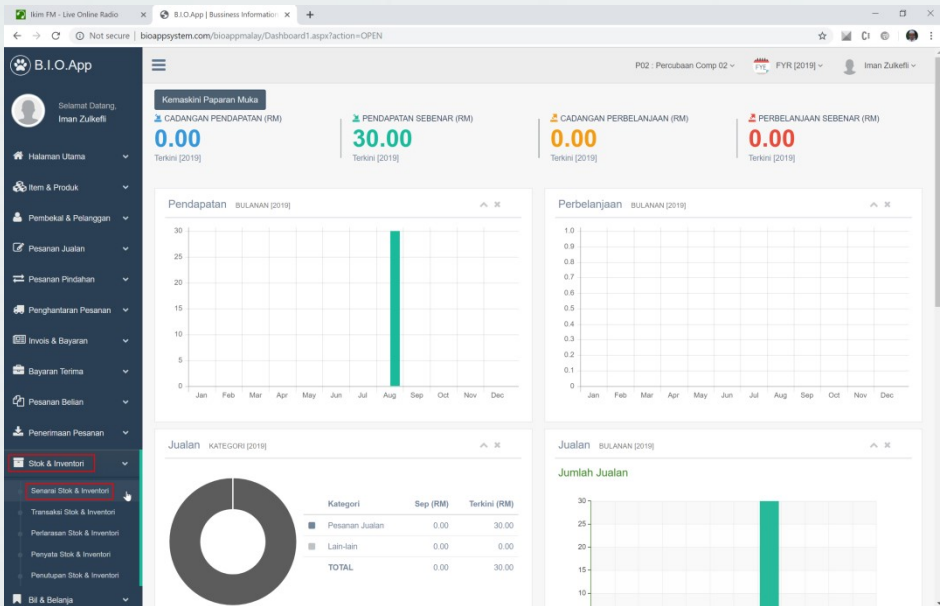 Ikim FM - Live Online Radio
B.I.O.App | Bussiness Information
Not secure | bioappsystem.com/bioappmalay/Dashboard1.aspx?action=OPEN
B.I.O.App
P02 : Percubaan Comp 02
FYE
FYR [2019]
Iman Zulkefli
Selamat Datang,
Iman Zulkefli
Halaman Utama
Item & Produk
Pembekal & Pelanggan
Pesanan Jualan
Pesanan Pindahan
Penghantaran Pesanan
Invois & Bayaran
Bayaran Terima
Pesanan Belian
Penerimaan Pesanan
Stok & Inventori
Senarai Stok & Inventori
Transaksi Stok & Inventori
Perlarasan Stok & Inventori
Penyata Stok & Inventori
Penutupan Stok & Inventori
Bil & Belanja
Kemaskini Paparan Muka
CADANGAN PENDAPATAN (RM)
0.00
Terkini [2019]
PENDAPATAN SEBENAR (RM)
30.00
Terkini [2019]
CADANGAN PERBELANJAAN (RM)
0.00
Terkini [2019]
PERBELANJAAN SEBENAR (RM)
0.00
Terkini [2019]
Pendapatan BULANAN [2019]
30
25
20
15
10
5
0
Jan Feb Mar Apr May Jun Jul Aug Sep Oct Nov Dec
Perbelanjaan BULANAN [2019]
1.0
0.9
0.8
0.7
0.6
0.5
0.4
0.3
0.2
0.1
0
Jan Feb Mar Apr May Jun Jul Aug Sep Oct Nov Dec
Jualan KATEGORI [2019]
Kategori Sep (RM) Terkini (RM)
Pesanan Jualan 0.00 30.00
Lain-lain 0.00 0.00
TOTAL 0.00 30.00
Jualan BULANAN [2019]
Jumlah Jualan
30
25
20
15
10